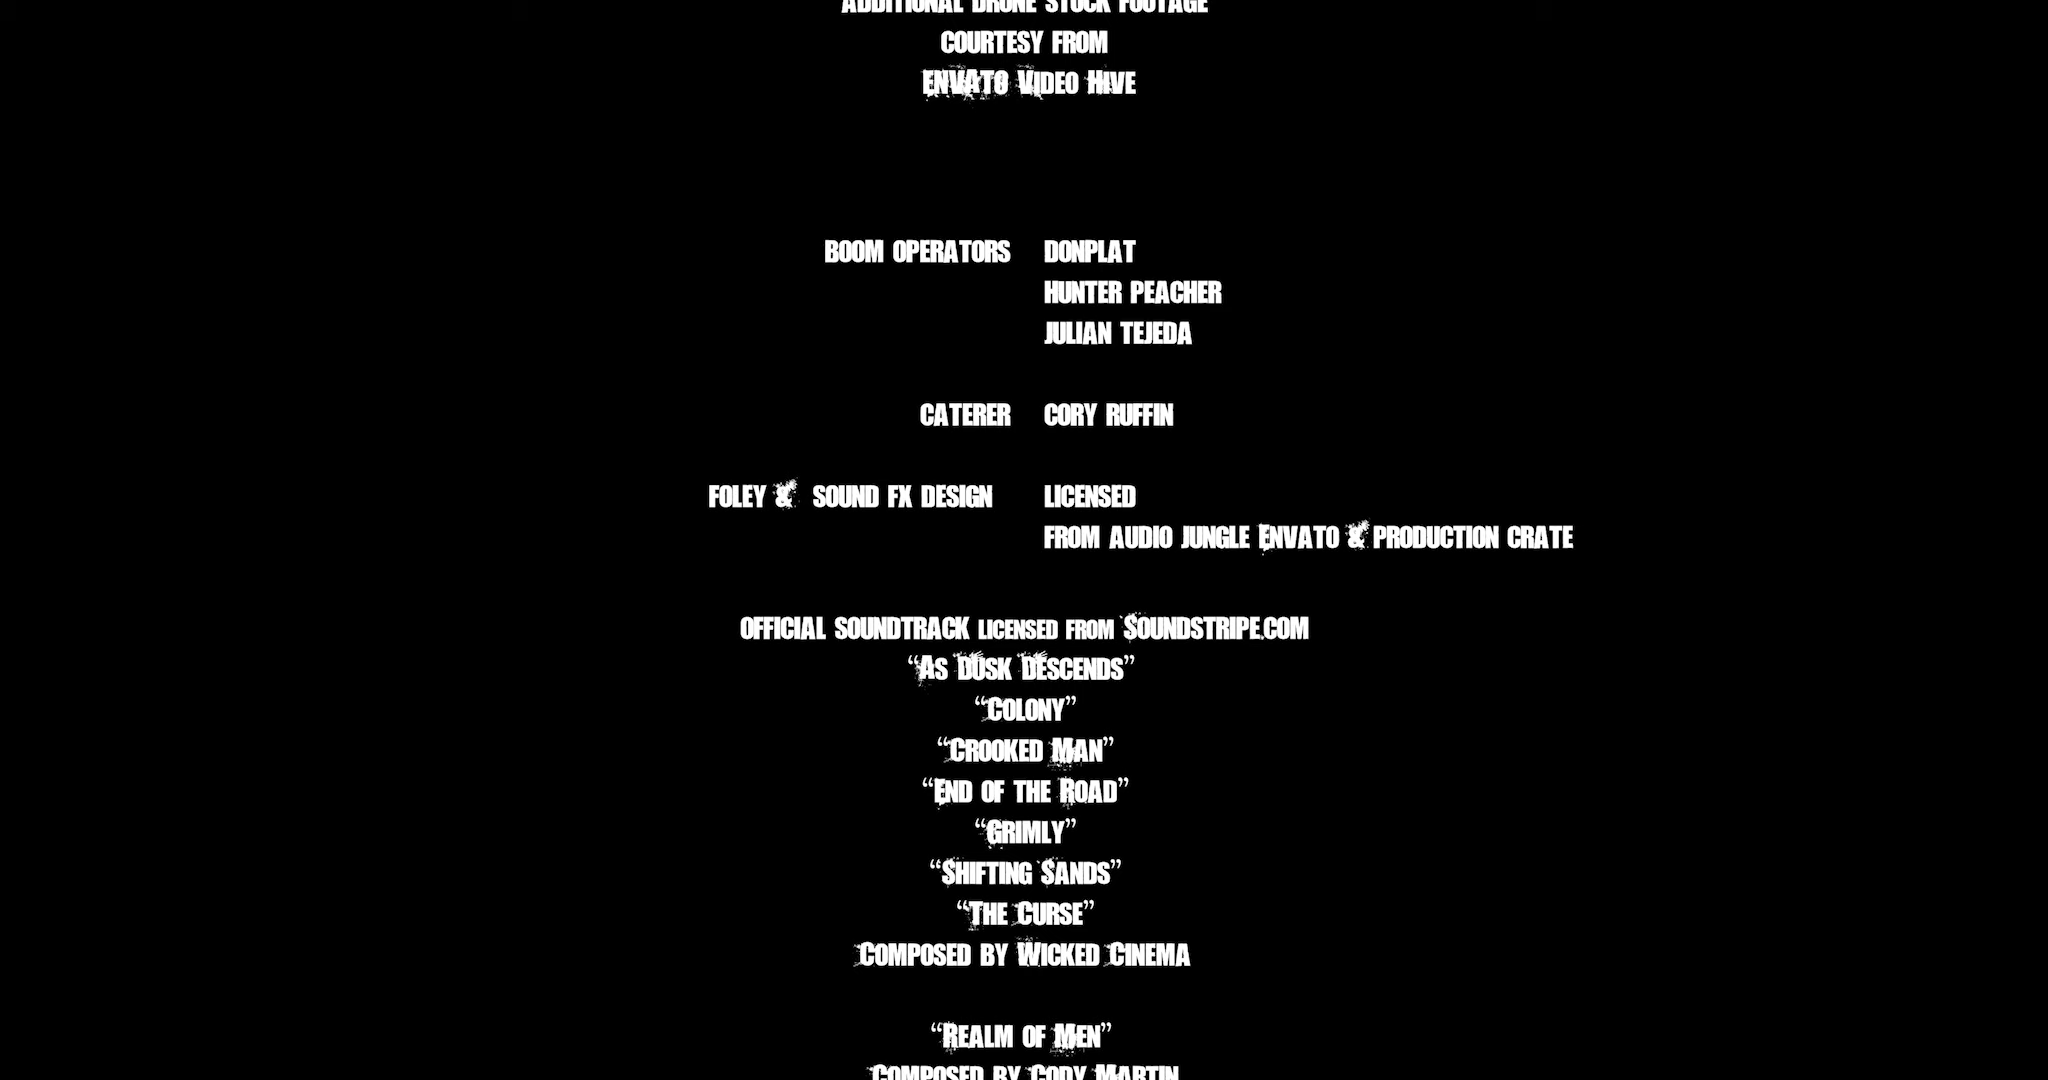 ADDITIONAL DRONE STOCK FOOTAGE
COURTESY FROM
ENVATO VIDEO HIVE
BOOM OPERATORS DONPLAT
HUNTER PEACHER
JULIAN TEJEDA
CATERER CORY RUFFIN
FOLEY & SOUND FX DESIGN LICENSED
FROM AUDIO JUNGLE ENVATO & PRODUCTION CRATE
OFFICIAL SOUNDTRACK LICENSED FROM SOUNDSTRIPE.COM
“AS DUSK DESCENDS”
“COLONY”
“CROOKED MAN”
“END OF THE ROAD”
“GRIMLY”
“SHIFTING SANDS”
“THE CURSE”
COMPOSED BY WICKED CINEMA
“REALM OF MEN”
COMPOSED BY CODY MARTIN